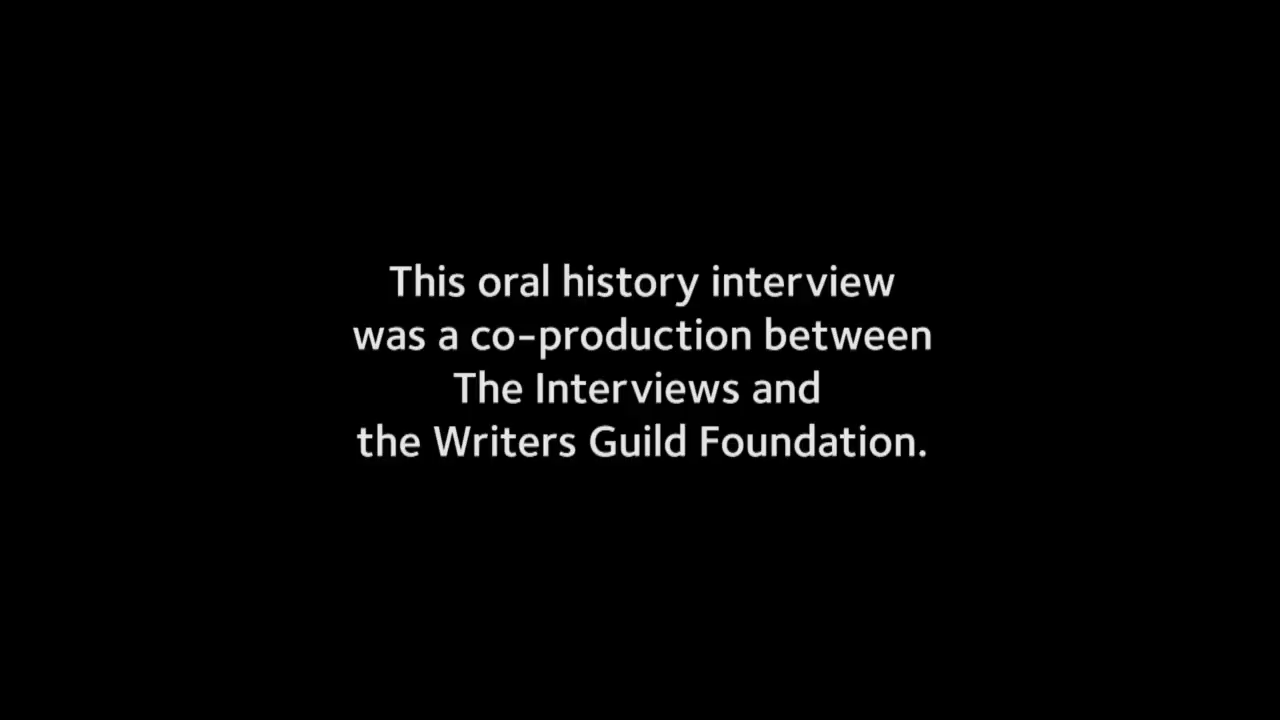 This oral history interview
was a co-production between
The Interviews and
the Writers Guild Foundation.